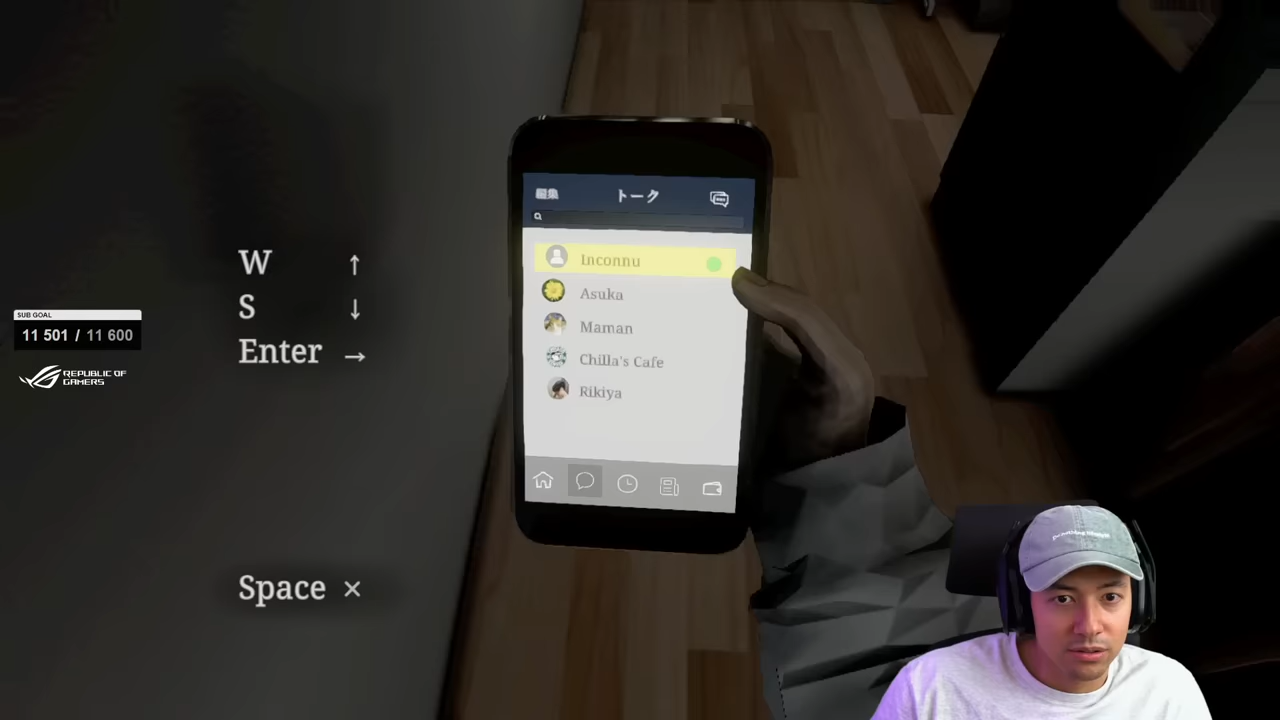 編集
トーク
Inconnu
Asuka
Maman
Chilla's Cafe
Rikiya
W ↑
S ↓
Enter →
Space ×
SUB GOAL
11 501 / 11 600
REPUBLIC OF
GAMERS